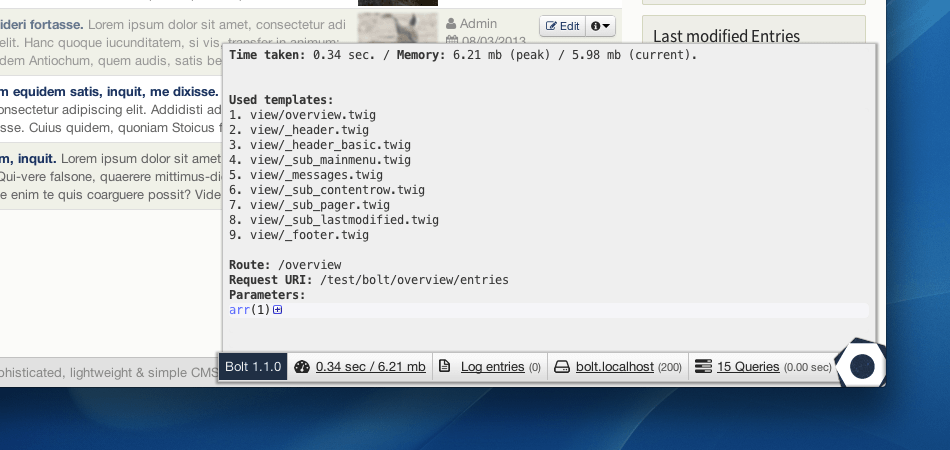 ideri fortasse. Lorem ipsum dolor sit amet, consectetur adi
elit. Hanc quoque iucunditatem, si vis, transfer in animum;
dem Antiochum, quem audis, satis be
Admin
08/03/2013
Edit
Last modified Entries
m equidem satis, inquit, me dixisse.
onsectetur adipiscing elit. Addidisti ad
sse. Cuius quidem, quoniam Stoicus f
m, inquit. Lorem ipsum dolor sit amet
Qui-vere falsone, quaerere mittimus-di
e enim te quis coarguere possit? Vide
Time taken: 0.34 sec. / Memory: 6.21 mb (peak) / 5.98 mb (current).
Used templates:
1. view/overview.twig
2. view/_header.twig
3. view/_header_basic.twig
4. view/_sub_mainmenu.twig
5. view/_messages.twig
6. view/_sub_contentrow.twig
7. view/_sub_pager.twig
8. view/_sub_lastmodified.twig
9. view/_footer.twig
Route: /overview
Request URI: /test/bolt/overview/entries
Parameters:
arr(1)
phisticated, lightweight & simple CMS
Bolt 1.1.0
0.34 sec / 6.21 mb
Log entries (0)
bolt.localhost (200)
15 Queries (0.00 sec)